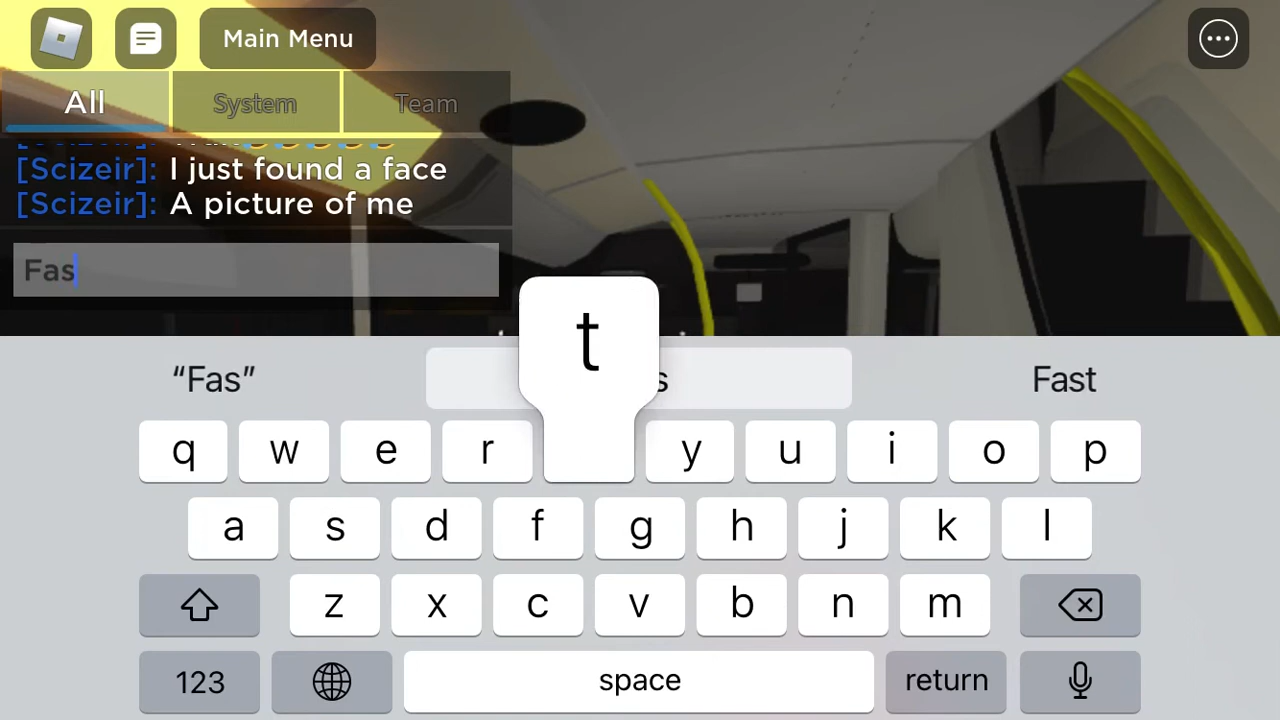 Main Menu
All System Team
[Scizeir]: I just found a face
[Scizeir]: A picture of me
Fas
t
“Fas” Fast
q w e r y u i o p
a s d f g h j k l
z x c v b n m
123 space return